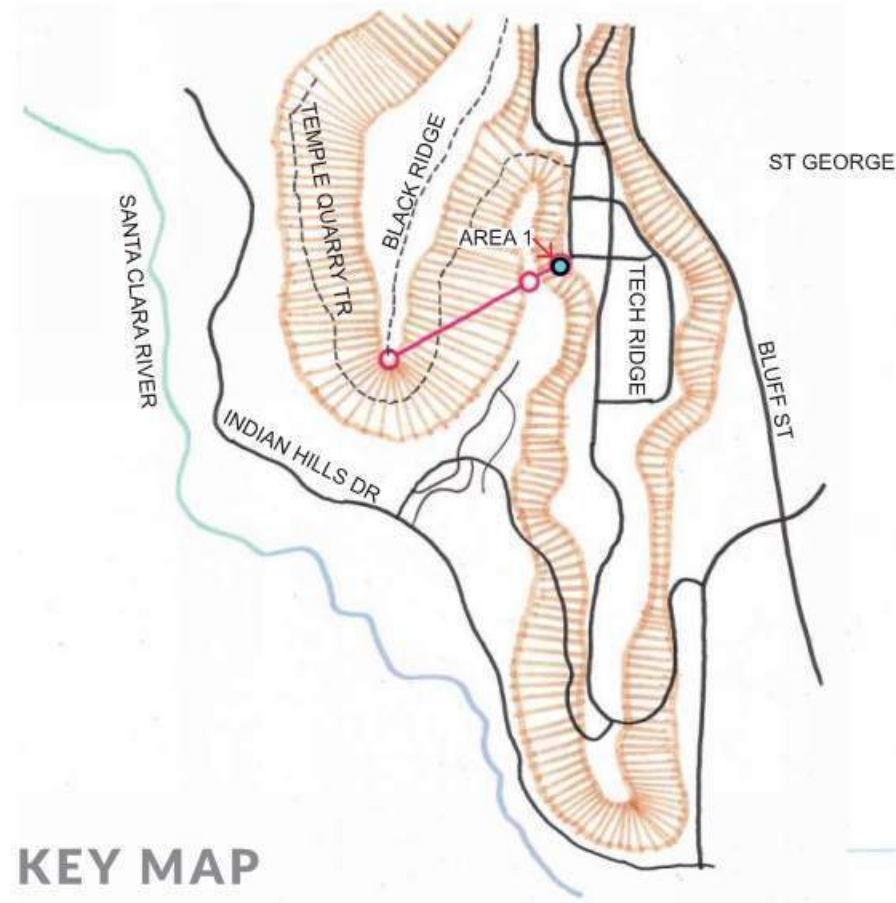 ST GEORGE
TEMPLE QUARRY TR
BLACK RIDGE
SANTA CLARA RIVER
AREA 1
TECH RIDGE
BLUFF ST
INDIAN HILLS DR
KEY MAP